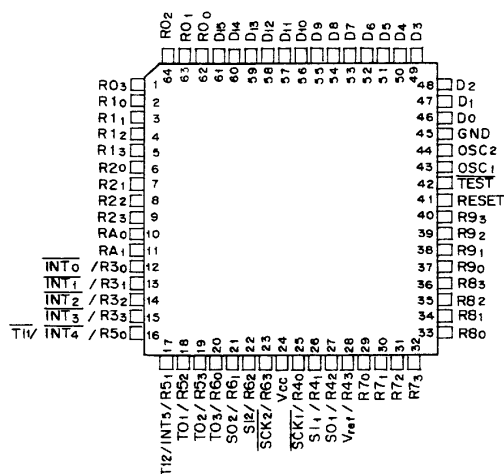 R0₂
R0₁
R0₀
D₁₅
D₁₄
D₁₃
D₁₂
D₁₁
D₁₀
D₉
D₈
D₇
D₆
D₅
D₄
D₃
64 63 62 61 60 59 58 57 56 55 54 53 52 51 50 49
R0₃ 1
R1₀ 2
R1₁ 3
R1₂ 4
R1₃ 5
R2₀ 6
R2₁ 7
R2₂ 8
R2₃ 9
RA₀ 10
RA₁ 11
INT₀ /R3₀ 12
INT₁ /R3₁ 13
INT₂ /R3₂ 14
INT₃ /R3₃ 15
TI1/ INT₄ /R5₀ 16
48 D₂
47 D₁
46 D₀
45 GND
44 OSC₂
43 OSC₁
42 TEST
41 RESET
40 R9₃
39 R9₂
38 R9₁
37 R9₀
36 R8₃
35 R8₂
34 R8₁
33 R8₀
17 18 19 20 21 22 23 24 25 26 27 28 29 30 31 32
TI2/INT5/R5₁
TO₁/R5₂
TO₂/R5₃
TO₃/R6₀
SO₂/R6₁
SI₂/R6₂
SCK₂/R6₃
Vcc
SCK₁/R4₀
SI₁/R4₁
SO₁/R4₂
Vref/R4₃
R7₀
R7₁
R7₂
R7₃